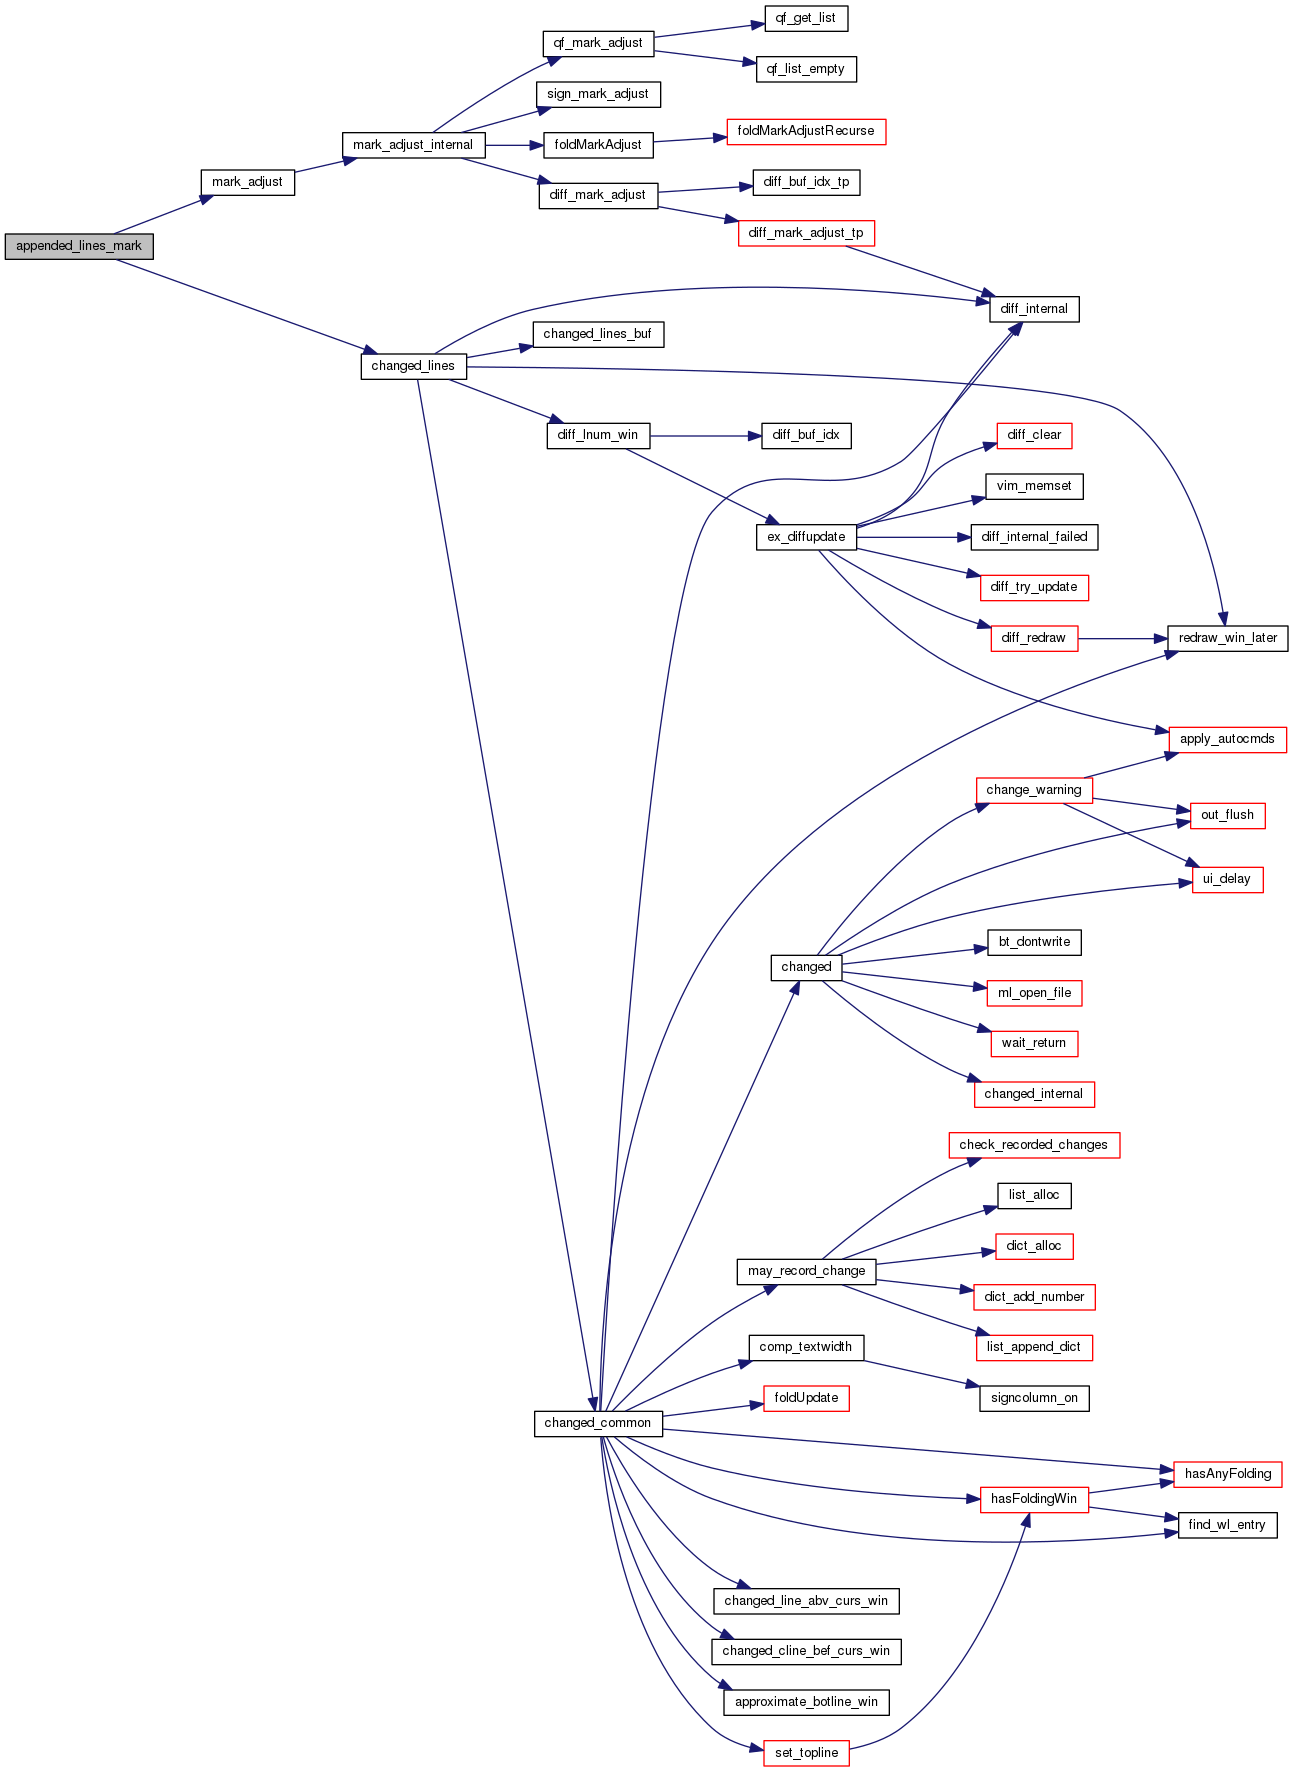 qf_get_list
qf_mark_adjust
qf_list_empty
sign_mark_adjust
foldMarkAdjustRecurse
mark_adjust_internal
foldMarkAdjust
mark_adjust
diff_buf_idx_tp
diff_mark_adjust
diff_mark_adjust_tp
appended_lines_mark
diff_internal
changed_lines_buf
changed_lines
diff_lnum_win
diff_buf_idx
diff_clear
vim_memset
ex_diffupdate
diff_internal_failed
diff_try_update
diff_redraw
redraw_win_later
apply_autocmds
change_warning
out_flush
ui_delay
bt_dontwrite
changed
ml_open_file
wait_return
changed_internal
check_recorded_changes
list_alloc
dict_alloc
may_record_change
dict_add_number
list_append_dict
comp_textwidth
foldUpdate
signcolumn_on
changed_common
hasAnyFolding
hasFoldingWin
find_wl_entry
changed_line_abv_curs_win
changed_cline_bef_curs_win
approximate_botline_win
set_topline